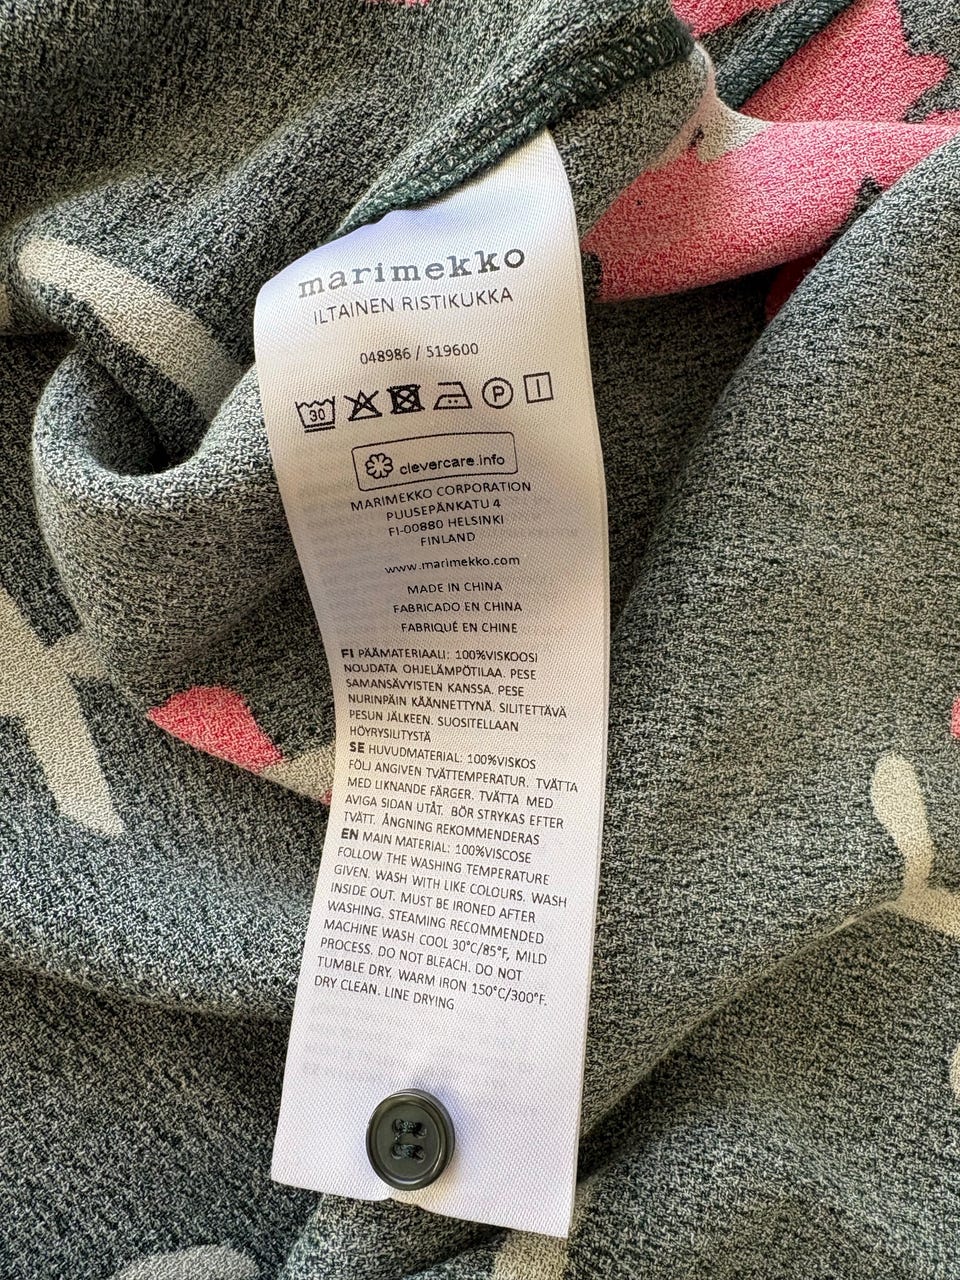 marimekko
ILTAINEN RISTIKUKKA
048986 / 519600
30 P
clevercare.info
MARIMEKKO CORPORATION
PUUSEPÄNKATU 4
FI-00880 HELSINKI
FINLAND
www.marimekko.com
MADE IN CHINA
FABRICADO EN CHINA
FABRIQUÉ EN CHINE
FI PÄÄMATERIAALI: 100%VISKOOSI
NOUDATA OHJELÄMPÖTILAA. PESE
SAMANSÄVYISTEN KANSSA. PESE
NURINPÄIN KÄÄNNETTYNÄ. SILITETTÄVÄ
PESUN JÄLKEEN. SUOSITELLAAN
HÖYRYSILITYSTÄ
SE HUVUDMATERIAL: 100%VISKOS
FÖLJ ANGIVEN TVÄTTEMPERATUR. TVÄTTA
MED LIKNANDE FÄRGER. TVÄTTA MED
AVIGA SIDAN UTÅT. BÖR STRYKAS EFTER
TVÄTT. ÅNGNING REKOMMENDERAS
EN MAIN MATERIAL: 100%VISCOSE
FOLLOW THE WASHING TEMPERATURE
GIVEN. WASH WITH LIKE COLOURS. WASH
INSIDE OUT. MUST BE IRONED AFTER
WASHING. STEAMING RECOMMENDED
MACHINE WASH COOL 30°C/85°F, MILD
PROCESS. DO NOT BLEACH. DO NOT
TUMBLE DRY. WARM IRON 150°C/300°F.
DRY CLEAN. LINE DRYING